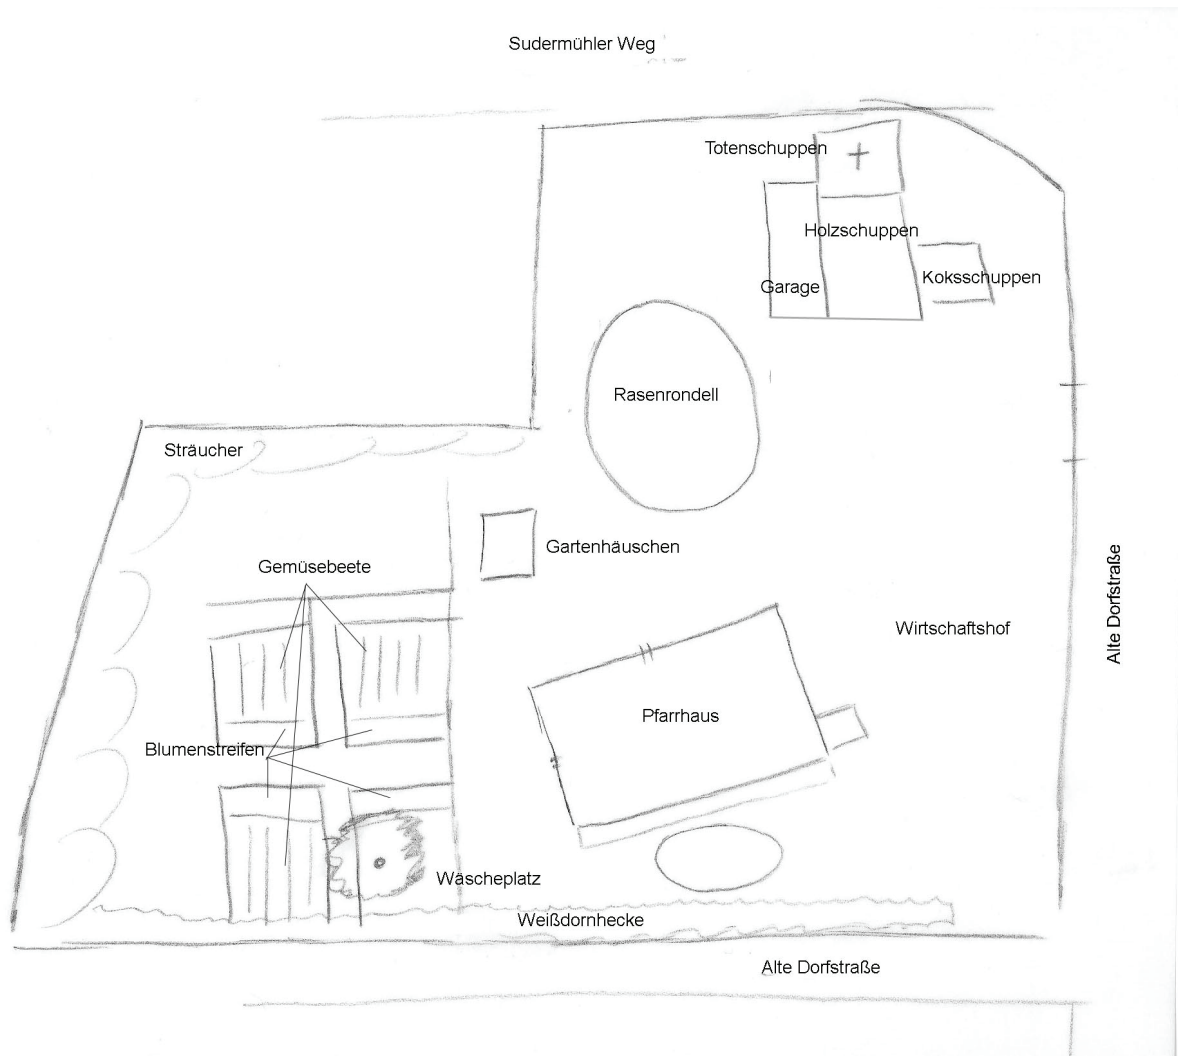 Sudermühler Weg
Totenschuppen
Holzschuppen
Koksschuppen
Garage
Rasenrondell
Sträucher
Gartenhäuschen
Gemüsebeete
Alte Dorfstraße
Wirtschaftshof
Pfarrhaus
Blumenstreifen
Wäscheplatz
Weißdornhecke
Alte Dorfstraße